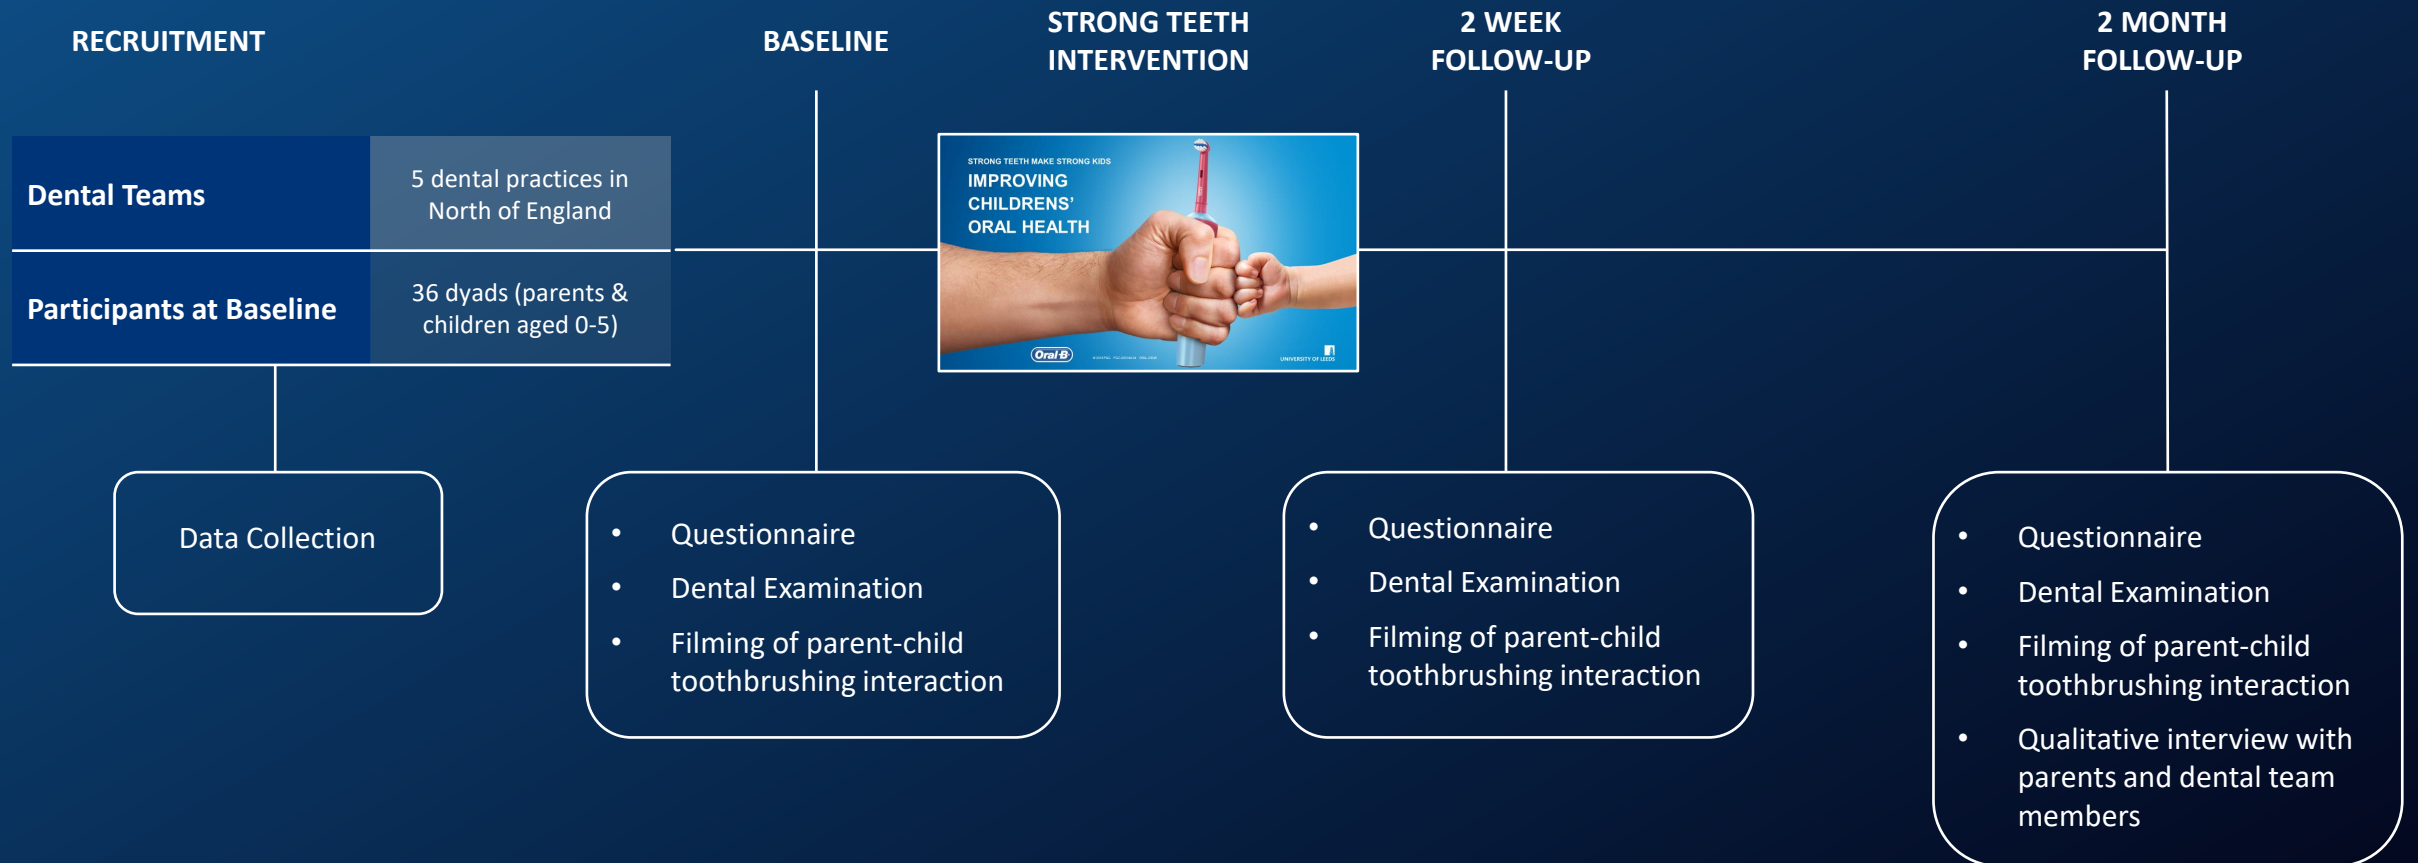 RECRUITMENT
BASELINE
STRONG TEETH
INTERVENTION
2 WEEK
FOLLOW-UP
2 MONTH
FOLLOW-UP
Dental Teams
5 dental practices in
North of England
Participants at Baseline
36 dyads (parents &
children aged 0-5)
STRONG TEETH MAKE STRONG KIDS
IMPROVING
CHILDRENS’
ORAL HEALTH
Oral-B
UNIVERSITY OF LEEDS
Data Collection
• Questionnaire
• Dental Examination
• Filming of parent-child
toothbrushing interaction
• Questionnaire
• Dental Examination
• Filming of parent-child
toothbrushing interaction
• Questionnaire
• Dental Examination
• Filming of parent-child
toothbrushing interaction
• Qualitative interview with
parents and dental team
members